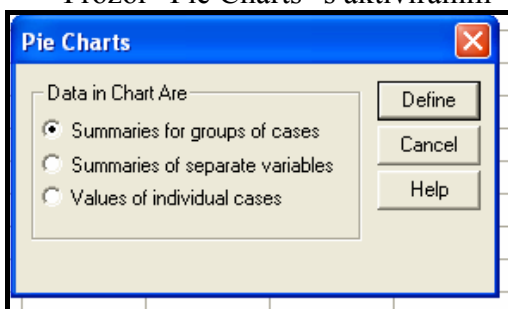 Prozor "Pie Charts" s aktiviranim
Pie Charts
Data in Chart Are
Summaries for groups of cases
Summaries of separate variables
Values of individual cases
Define
Cancel
Help